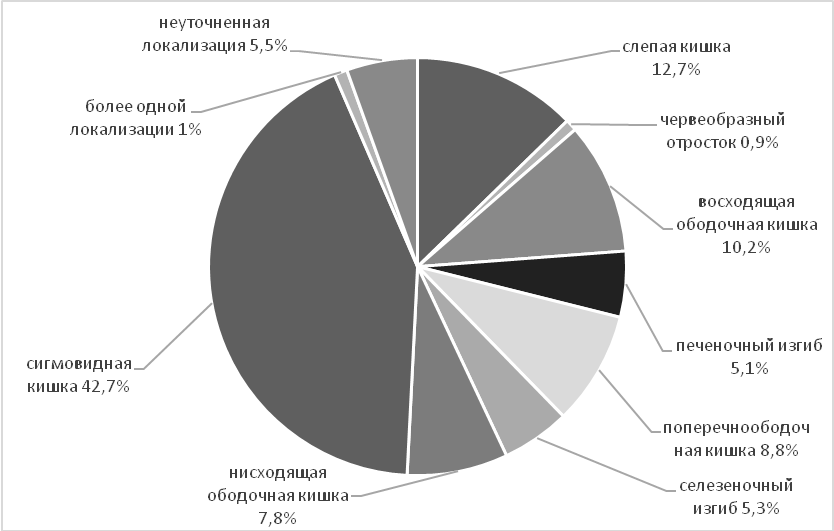 неуточненная
локализация 5,5%
слепая кишка
12,7%
более одной
локализации 1%
червеобразный
отросток 0,9%
восходящая
ободочная кишка
10,2%
печеночный изгиб
5,1%
сигмовидная
кишка 42,7%
поперечноободоч
ная кишка 8,8%
нисходящая
ободочная кишка
7,8%
селезеночный
изгиб 5,3%